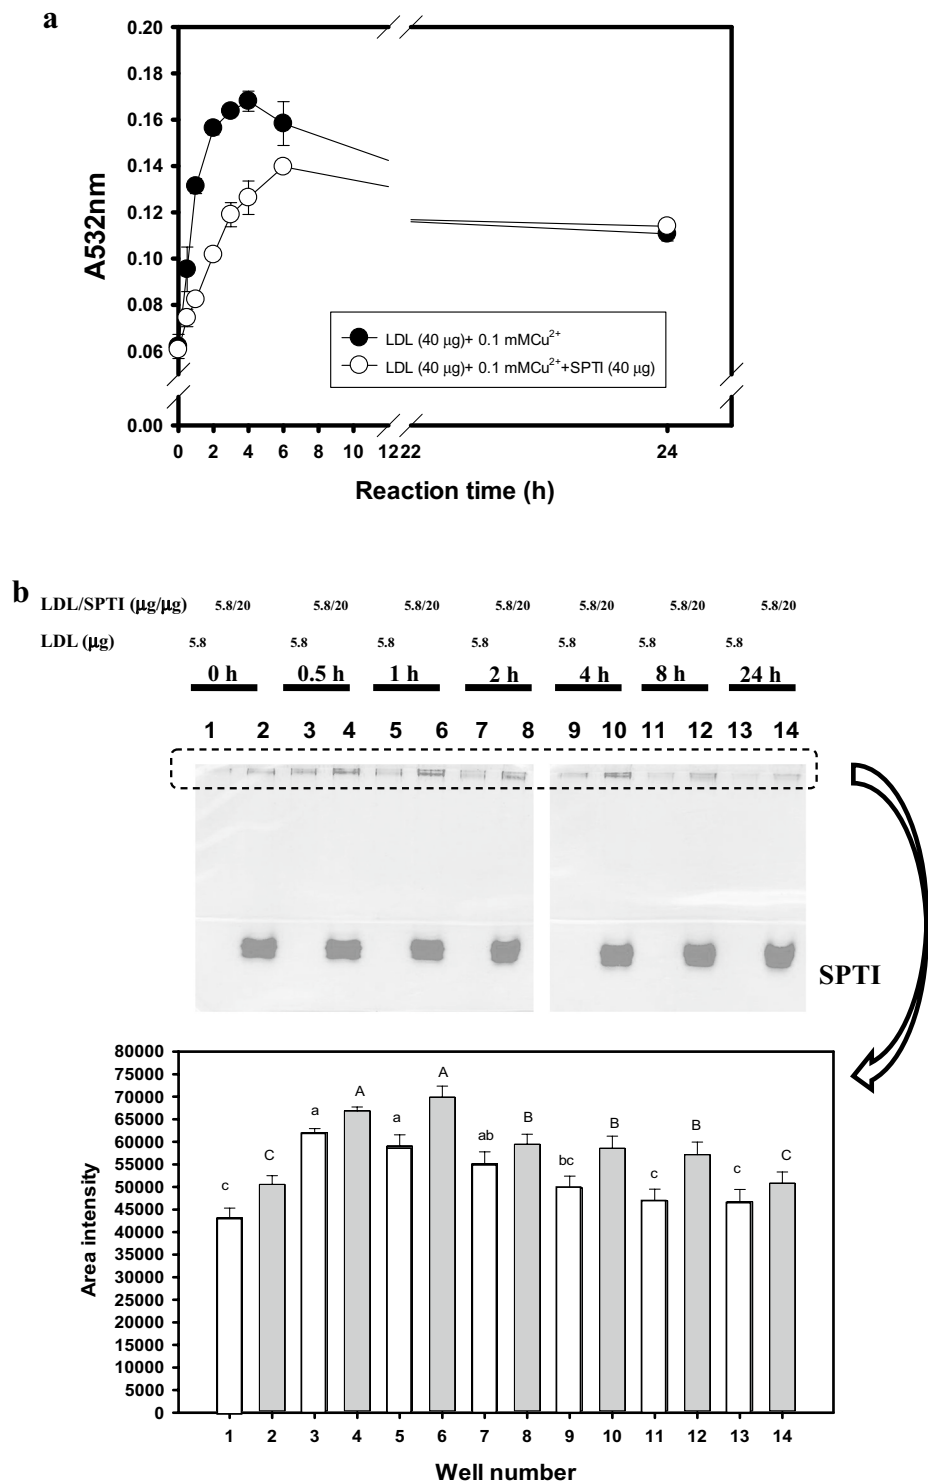 a
0.20
0.18
0.16
0.14
0.12
0.10
0.08
0.06
0.00
A532nm
LDL (40 μg)+ 0.1 mMCu²⁺
LDL (40 μg)+ 0.1 mMCu²⁺+SPTI (40 μg)
0 2 4 6 8 10 12 22 24
Reaction time (h)
b
LDL/SPTI (μg/μg) 5.8/20 5.8/20 5.8/20 5.8/20 5.8/20 5.8/20 5.8/20
LDL (μg) 5.8 5.8 5.8 5.8 5.8 5.8 5.8
0 h 0.5 h 1 h 2 h 4 h 8 h 24 h
1 2 3 4 5 6 7 8 9 10 11 12 13 14
SPTI
80000
75000
70000
65000
60000
55000
50000
45000
40000
35000
30000
25000
20000
15000
10000
5000
0
Area intensity
c C a A a A ab B bc B c B c C
1 2 3 4 5 6 7 8 9 10 11 12 13 14
Well number